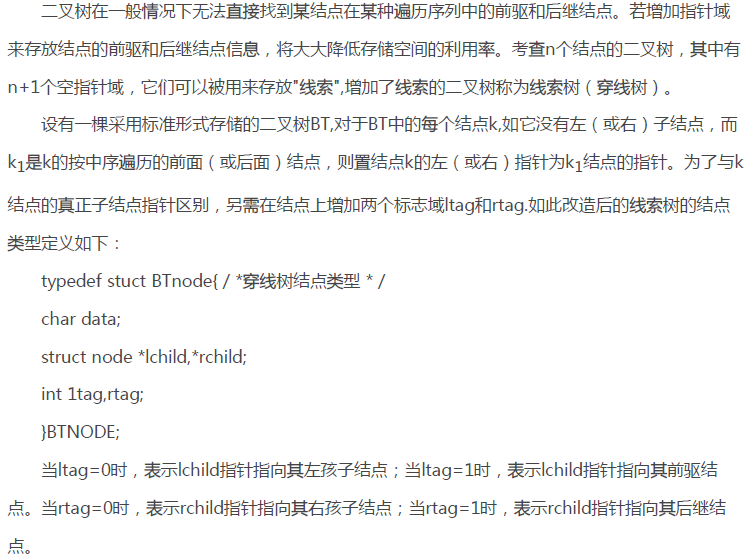 二叉树在一般情况下无法直接找到某结点在某种遍历序列中的前驱和后继结点。若增加指针域
来存放结点的前驱和后继结点信息，将大大降低存储空间的利用率。考查n个结点的二叉树，其中有
n+1个空指针域，它们可以被用来存放"线索",增加了线索的二叉树称为线索树（穿线树）。
设有一棵采用标准形式存储的二叉树BT,对于BT中的每个结点k,如它没有左（或右）子结点，而
k1是k的按中序遍历的前面（或后面）结点，则置结点k的左（或右）指针为k1结点的指针。为了与k
结点的真正子结点指针区别，另需在结点上增加两个标志域ltag和rtag.如此改造后的线索树的结点
类型定义如下：
typedef stuct BTnode{ / *穿线树结点类型 * /
char data;
struct node *lchild,*rchild;
int 1tag,rtag;
}BTNODE;
当ltag=0时，表示lchild指针指向其左孩子结点；当ltag=1时，表示lchild指针指向其前驱结
点。当rtag=0时，表示rchild指针指向其右孩子结点；当rtag=1时，表示rchild指针指向其后继结
点。